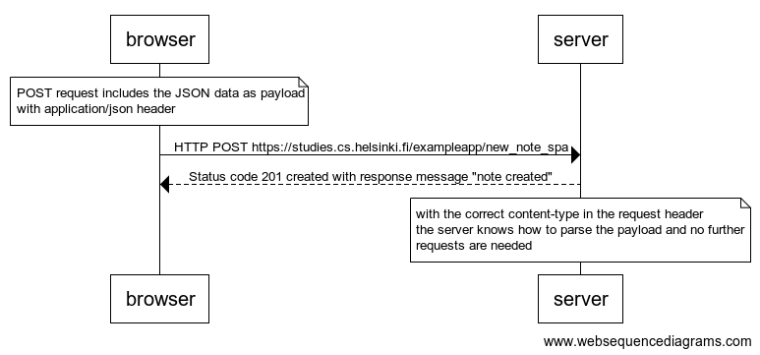 browser
server
POST request includes the JSON data as payload
with application/json header
HTTP POST https://studies.cs.helsinki.fi/exampleapp/new_note_spa
Status code 201 created with response message "note created"
with the correct content-type in the request header
the server knows how to parse the payload and no further
requests are needed
browser
server
www.websequencediagrams.com